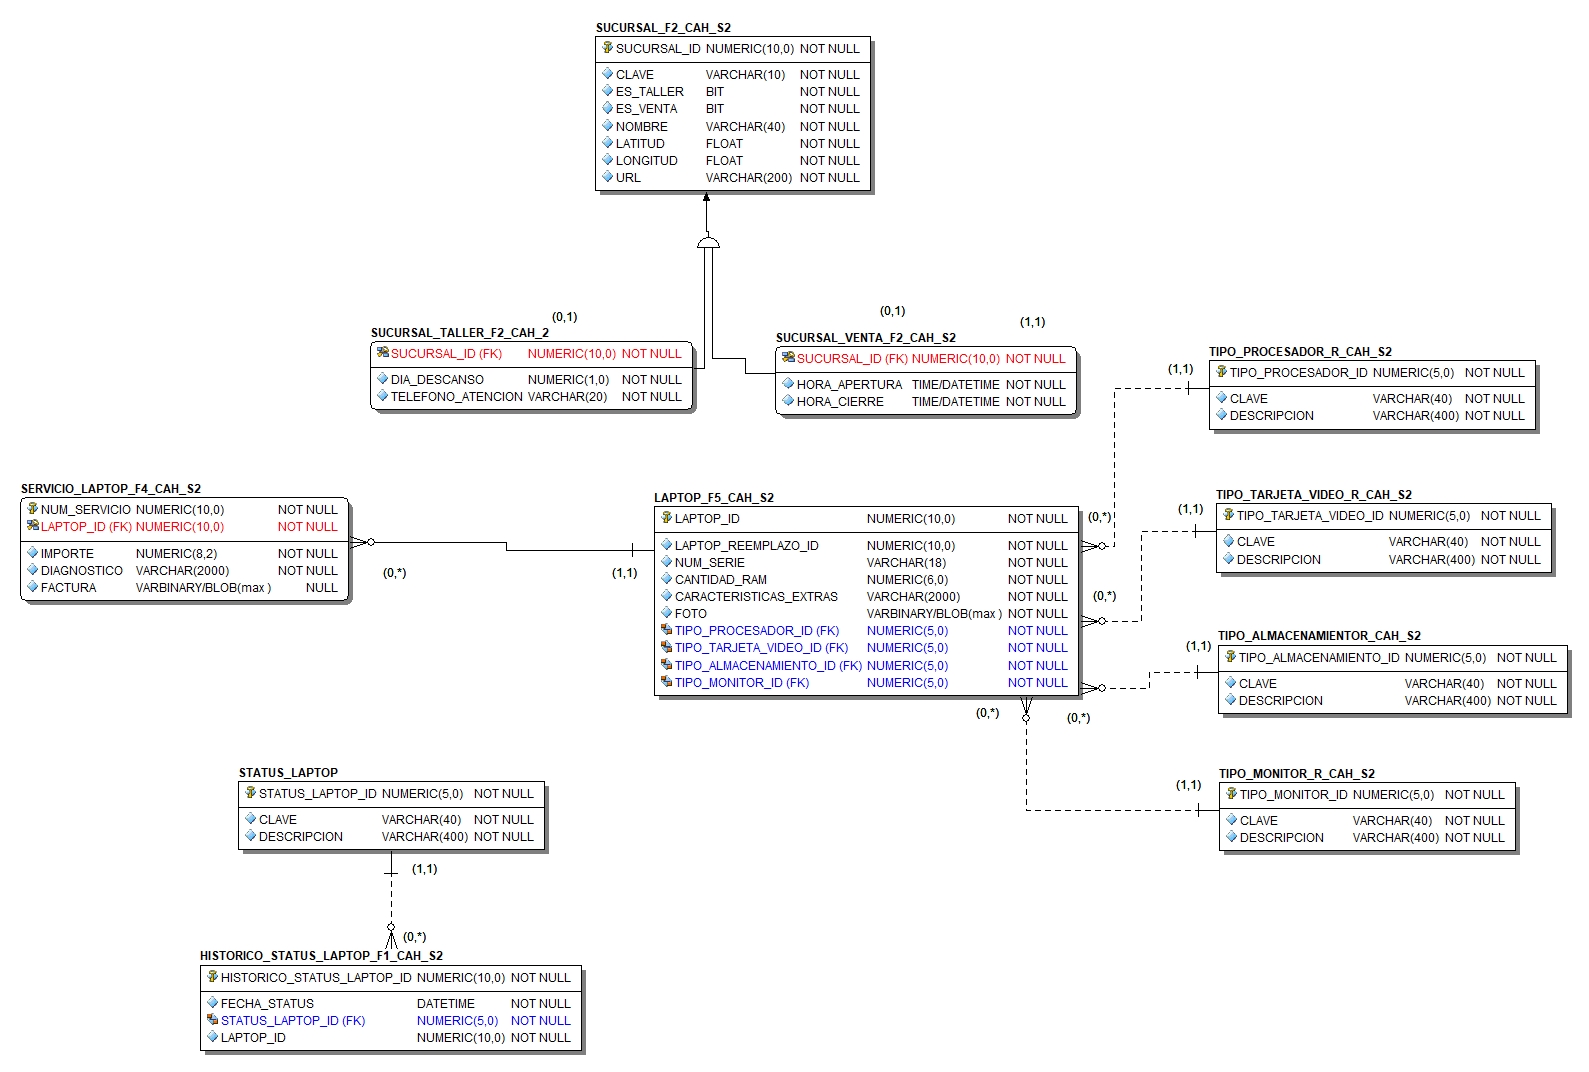 SUCURSAL_F2_CAH_S2
SUCURSAL_ID NUMERIC(10,0) NOT NULL
CLAVE VARCHAR(10) NOT NULL
ES_TALLER BIT NOT NULL
ES_VENTA BIT NOT NULL
NOMBRE VARCHAR(40) NOT NULL
LATITUD FLOAT NOT NULL
LONGITUD FLOAT NOT NULL
URL VARCHAR(200) NOT NULL
(0,1)
SUCURSAL_TALLER_F2_CAH_2
SUCURSAL_ID (FK) NUMERIC(10,0) NOT NULL
DIA_DESCANSO NUMERIC(1,0) NOT NULL
TELEFONO_ATENCION VARCHAR(20) NOT NULL
(0,1)
(1,1)
SUCURSAL_VENTA_F2_CAH_S2
SUCURSAL_ID (FK) NUMERIC(10,0) NOT NULL
HORA_APERTURA TIME/DATETIME NOT NULL
HORA_CIERRE TIME/DATETIME NOT NULL
TIPO_PROCESADOR_R_CAH_S2
(1,1)
TIPO_PROCESADOR_ID NUMERIC(5,0) NOT NULL
CLAVE VARCHAR(40) NOT NULL
DESCRIPCION VARCHAR(400) NOT NULL
SERVICIO_LAPTOP_F4_CAH_S2
NUM_SERVICIO NUMERIC(10,0) NOT NULL
LAPTOP_ID (FK) NUMERIC(10,0) NOT NULL
IMPORTE NUMERIC(8,2) NOT NULL
DIAGNOSTICO VARCHAR(2000) NOT NULL
FACTURA VARBINARY/BLOB(max ) NULL
(0,*)
(1,1)
LAPTOP_F5_CAH_S2
LAPTOP_ID NUMERIC(10,0) NOT NULL
LAPTOP_REEMPLAZO_ID NUMERIC(10,0) NOT NULL
NUM_SERIE VARCHAR(18) NOT NULL
CANTIDAD_RAM NUMERIC(6,0) NOT NULL
CARACTERISTICAS_EXTRAS VARCHAR(2000) NOT NULL
FOTO VARBINARY/BLOB(max ) NOT NULL
TIPO_PROCESADOR_ID (FK) NUMERIC(5,0) NOT NULL
TIPO_TARJETA_VIDEO_ID (FK) NUMERIC(5,0) NOT NULL
TIPO_ALMACENAMIENTO_ID (FK) NUMERIC(5,0) NOT NULL
TIPO_MONITOR_ID (FK) NUMERIC(5,0) NOT NULL
(0,*)
(0,*)
(0,*)
(0,*)
TIPO_TARJETA_VIDEO_R_CAH_S2
(1,1)
TIPO_TARJETA_VIDEO_ID NUMERIC(5,0) NOT NULL
CLAVE VARCHAR(40) NOT NULL
DESCRIPCION VARCHAR(400) NOT NULL
TIPO_ALMACENAMIENTOR_CAH_S2
(1,1)
TIPO_ALMACENAMIENTO_ID NUMERIC(5,0) NOT NULL
CLAVE VARCHAR(40) NOT NULL
DESCRIPCION VARCHAR(400) NOT NULL
TIPO_MONITOR_R_CAH_S2
(1,1)
TIPO_MONITOR_ID NUMERIC(5,0) NOT NULL
CLAVE VARCHAR(40) NOT NULL
DESCRIPCION VARCHAR(400) NOT NULL
STATUS_LAPTOP
STATUS_LAPTOP_ID NUMERIC(5,0) NOT NULL
CLAVE VARCHAR(40) NOT NULL
DESCRIPCION VARCHAR(400) NOT NULL
(1,1)
(0,*)
HISTORICO_STATUS_LAPTOP_F1_CAH_S2
HISTORICO_STATUS_LAPTOP_ID NUMERIC(10,0) NOT NULL
FECHA_STATUS DATETIME NOT NULL
STATUS_LAPTOP_ID (FK) NUMERIC(5,0) NOT NULL
LAPTOP_ID NUMERIC(10,0) NOT NULL